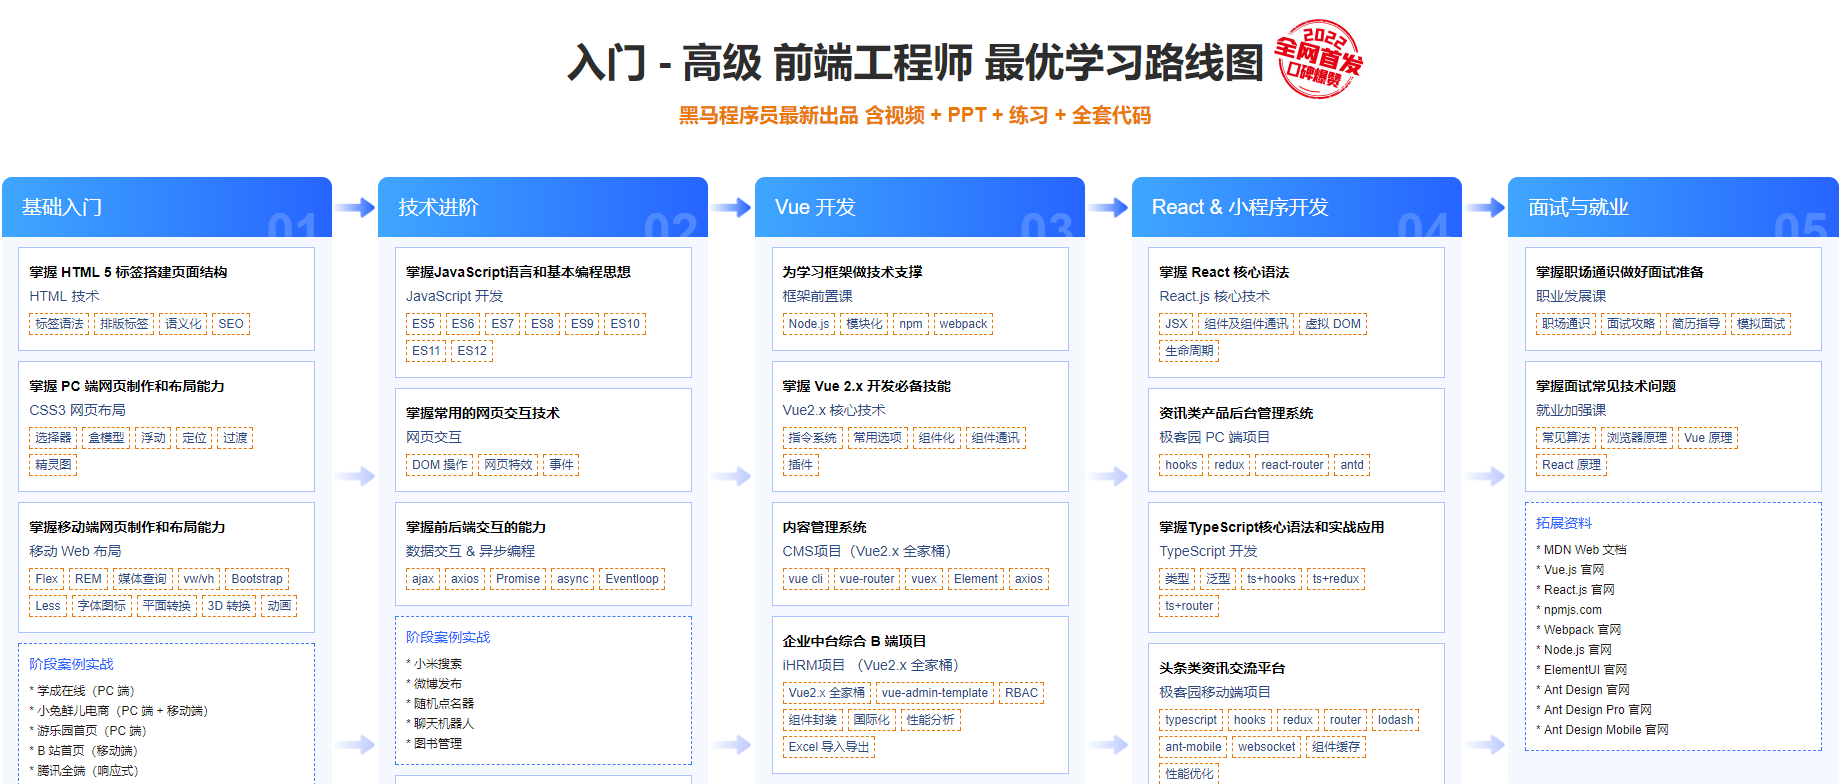 入门 - 高级 前端工程师 最优学习路线图
2022
全网首发
口碑爆赞
黑马程序员最新出品 含视频 + PPT + 练习 + 全套代码
基础入门
01
掌握 HTML 5 标签搭建页面结构
HTML 技术
标签语法 排版标签 语义化 SEO
掌握 PC 端网页制作和布局能力
CSS3 网页布局
选择器 盒模型 浮动 定位 过渡
精灵图
掌握移动端网页制作和布局能力
移动 Web 布局
Flex REM 媒体查询 vw/vh Bootstrap
Less 字体图标 平面转换 3D 转换 动画
阶段案例实战
* 学成在线（PC 端）
* 小兔鲜儿电商（PC 端 + 移动端）
* 游乐园首页（PC 端）
* B 站首页（移动端）
* 腾讯全端（响应式）
技术进阶
02
掌握JavaScript语言和基本编程思想
JavaScript 开发
ES5 ES6 ES7 ES8 ES9 ES10
ES11 ES12
掌握常用的网页交互技术
网页交互
DOM 操作 网页特效 事件
掌握前后端交互的能力
数据交互 & 异步编程
ajax axios Promise async Eventloop
阶段案例实战
* 小米搜索
* 微博发布
* 随机点名器
* 聊天机器人
* 图书管理
Vue 开发
03
为学习框架做技术支撑
框架前置课
Node.js 模块化 npm webpack
掌握 Vue 2.x 开发必备技能
Vue2.x 核心技术
指令系统 常用选项 组件化 组件通讯
插件
内容管理系统
CMS项目（Vue2.x 全家桶）
vue cli vue-router vuex Element axios
企业中台综合 B 端项目
iHRM项目 （Vue2.x 全家桶）
Vue2.x 全家桶 vue-admin-template RBAC
组件封装 国际化 性能分析
Excel 导入导出
React & 小程序开发
04
掌握 React 核心语法
React.js 核心技术
JSX 组件及组件通讯 虚拟 DOM
生命周期
资讯类产品后台管理系统
极客园 PC 端项目
hooks redux react-router antd
掌握TypeScript核心语法和实战应用
TypeScript 开发
类型 泛型 ts+hooks ts+redux
ts+router
头条类资讯交流平台
极客园移动端项目
typescript hooks redux router lodash
ant-mobile websocket 组件缓存
性能优化
面试与就业
05
掌握职场通识做好面试准备
职业发展课
职场通识 面试攻略 简历指导 模拟面试
掌握面试常见技术问题
就业加强课
常见算法 浏览器原理 Vue 原理
React 原理
拓展资料
* MDN Web 文档
* Vue.js 官网
* React.js 官网
* npmjs.com
* Webpack 官网
* Node.js 官网
* ElementUI 官网
* Ant Design 官网
* Ant Design Pro 官网
* Ant Design Mobile 官网